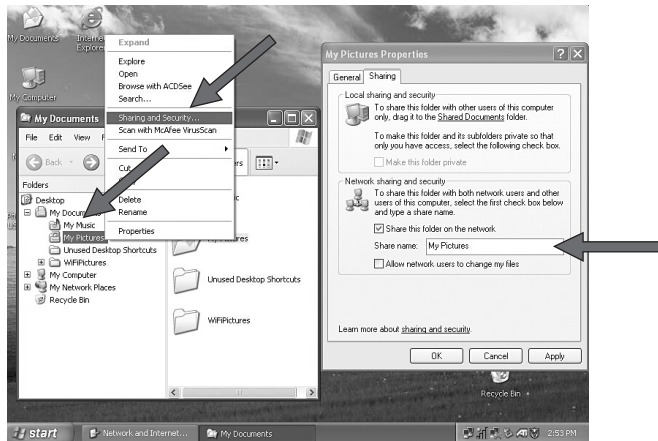 My Documents
Internet
Explorer
My Computer
Expand
Explore
Open
Browse with ACDSee
Search...
Sharing and Security...
Scan with McAfee VirusScan
Send To
Cut
Delete
Rename
Properties
My Documents
File Edit View
Back
Folders
Desktop
My Documents
My Music
My Pictures
Unused Desktop Shortcuts
WiFiPictures
My Computer
My Network Places
Recycle Bin
Unused Desktop Shortcuts
WiFiPictures
My Pictures Properties
General Sharing
Local sharing and security
To share this folder with other users of this computer
only, drag it to the Shared Documents folder.
To make this folder and its subfolders private so that
only you have access, select the following check box.
Make this folder private
Network sharing and security
To share this folder with both network users and other
users of this computer, select the first check box below
and type a share name.
Share this folder on the network
Share name: My Pictures
Allow network users to change my files
Learn more about sharing and security.
OK Cancel Apply
Recycle Bin
start Network and Internet... My Documents 2:53 PM